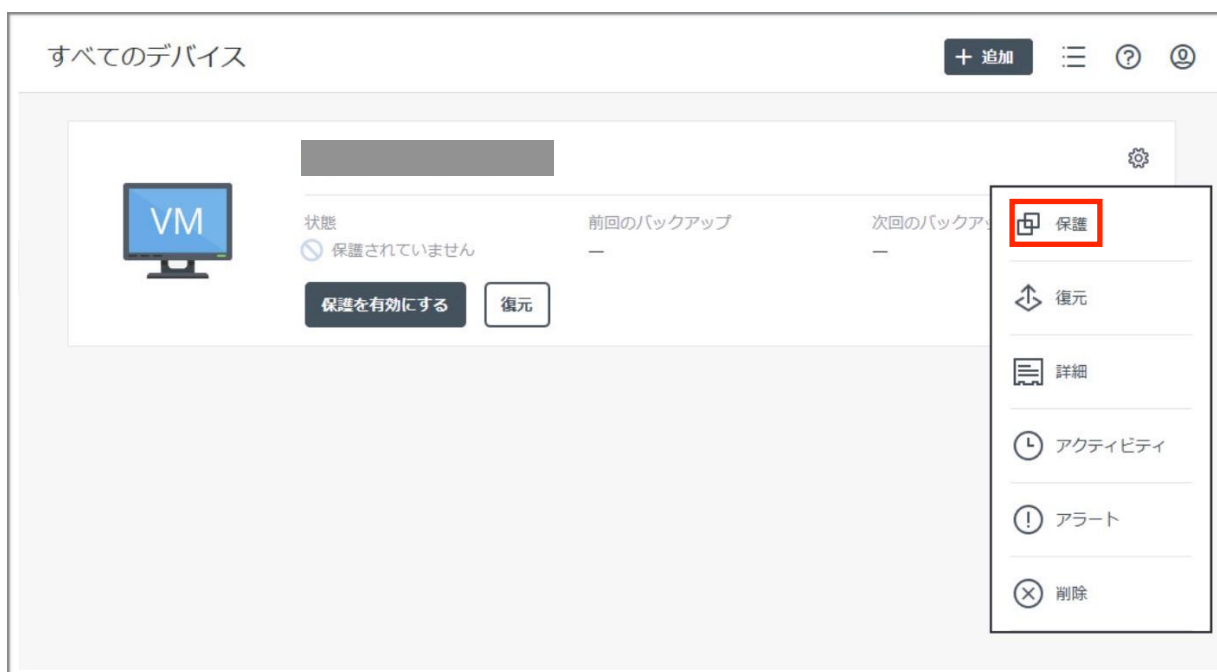 すべてのデバイス
＋ 追加
VM
状態
前回のバックアップ
次回のバックアッ
保護されていません
—
—
保護を有効にする
復元
保護
復元
詳細
アクティビティ
アラート
削除